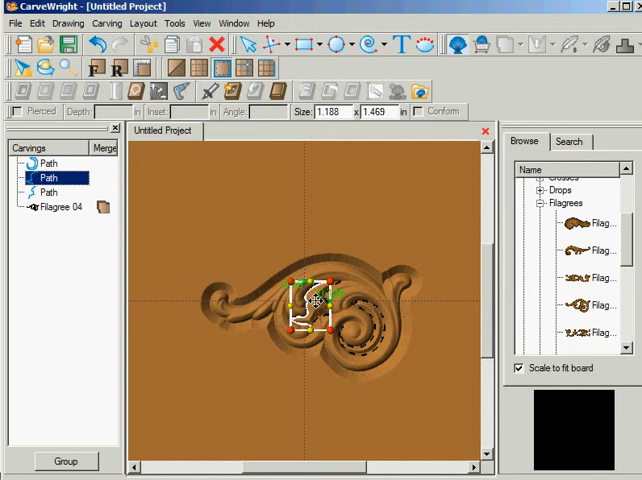 CarveWright - [Untitled Project]
File Edit Drawing Carving Layout Tools View Window Help
F R T
Pierced Depth: in Inset: in Angle: Size: 1.188 x 1.469 in Conform
Carvings Merge
Path
Path
Path
Filagree 04
Group
Untitled Project
Browse Search
Name
Crosses
Drops
Filagrees
Filag...
Filag...
Filag...
Filag...
Filag...
Scale to fit board